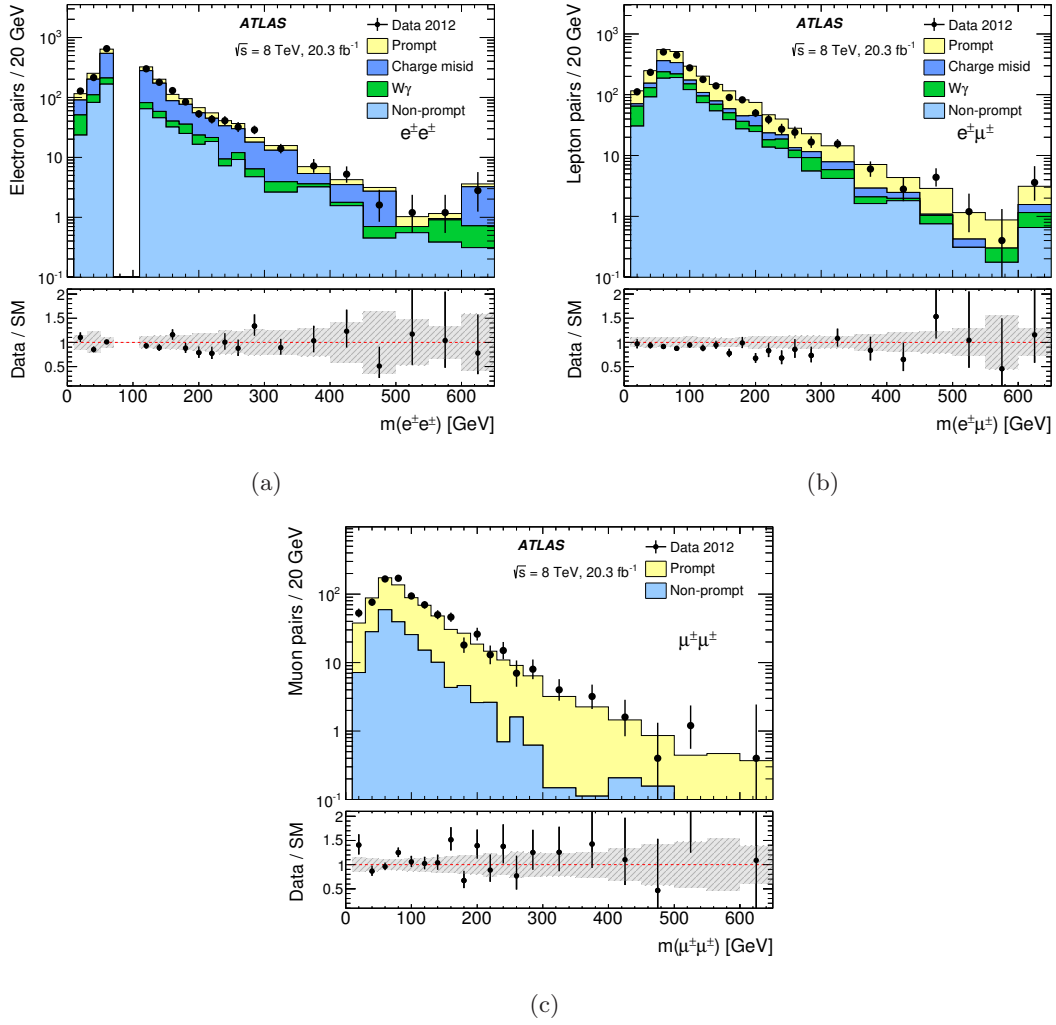 ATLAS
√s = 8 TeV, 20.3 fb⁻¹
Data 2012
Prompt
Charge misid
Wγ
Non-prompt
e±e±
Electron pairs / 20 GeV
10³
10²
10
1
10⁻¹
Data / SM
2
1.5
1
0.5
0 100 200 300 400 500 600
m(e±e±) [GeV]
(a)
ATLAS
√s = 8 TeV, 20.3 fb⁻¹
Data 2012
Prompt
Charge misid
Wγ
Non-prompt
e±μ±
Lepton pairs / 20 GeV
10³
10²
10
1
10⁻¹
Data / SM
2
1.5
1
0.5
0 100 200 300 400 500 600
m(e±μ±) [GeV]
(b)
ATLAS
√s = 8 TeV, 20.3 fb⁻¹
Data 2012
Prompt
Non-prompt
μ±μ±
Muon pairs / 20 GeV
10²
10
1
10⁻¹
Data / SM
2
1.5
1
0.5
0 100 200 300 400 500 600
m(μ±μ±) [GeV]
(c)